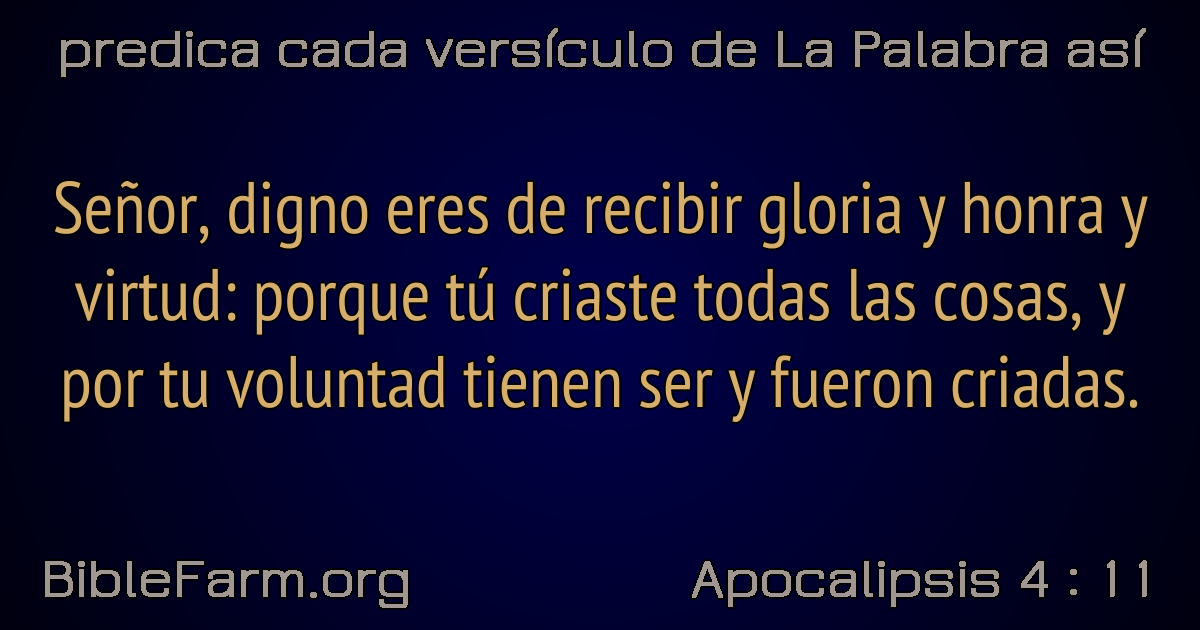 predica cada versículo de La Palabra así
Señor, digno eres de recibir gloria y honra y
virtud: porque tú criaste todas las cosas, y
por tu voluntad tienen ser y fueron criadas.
BibleFarm.org
Apocalipsis 4 : 11